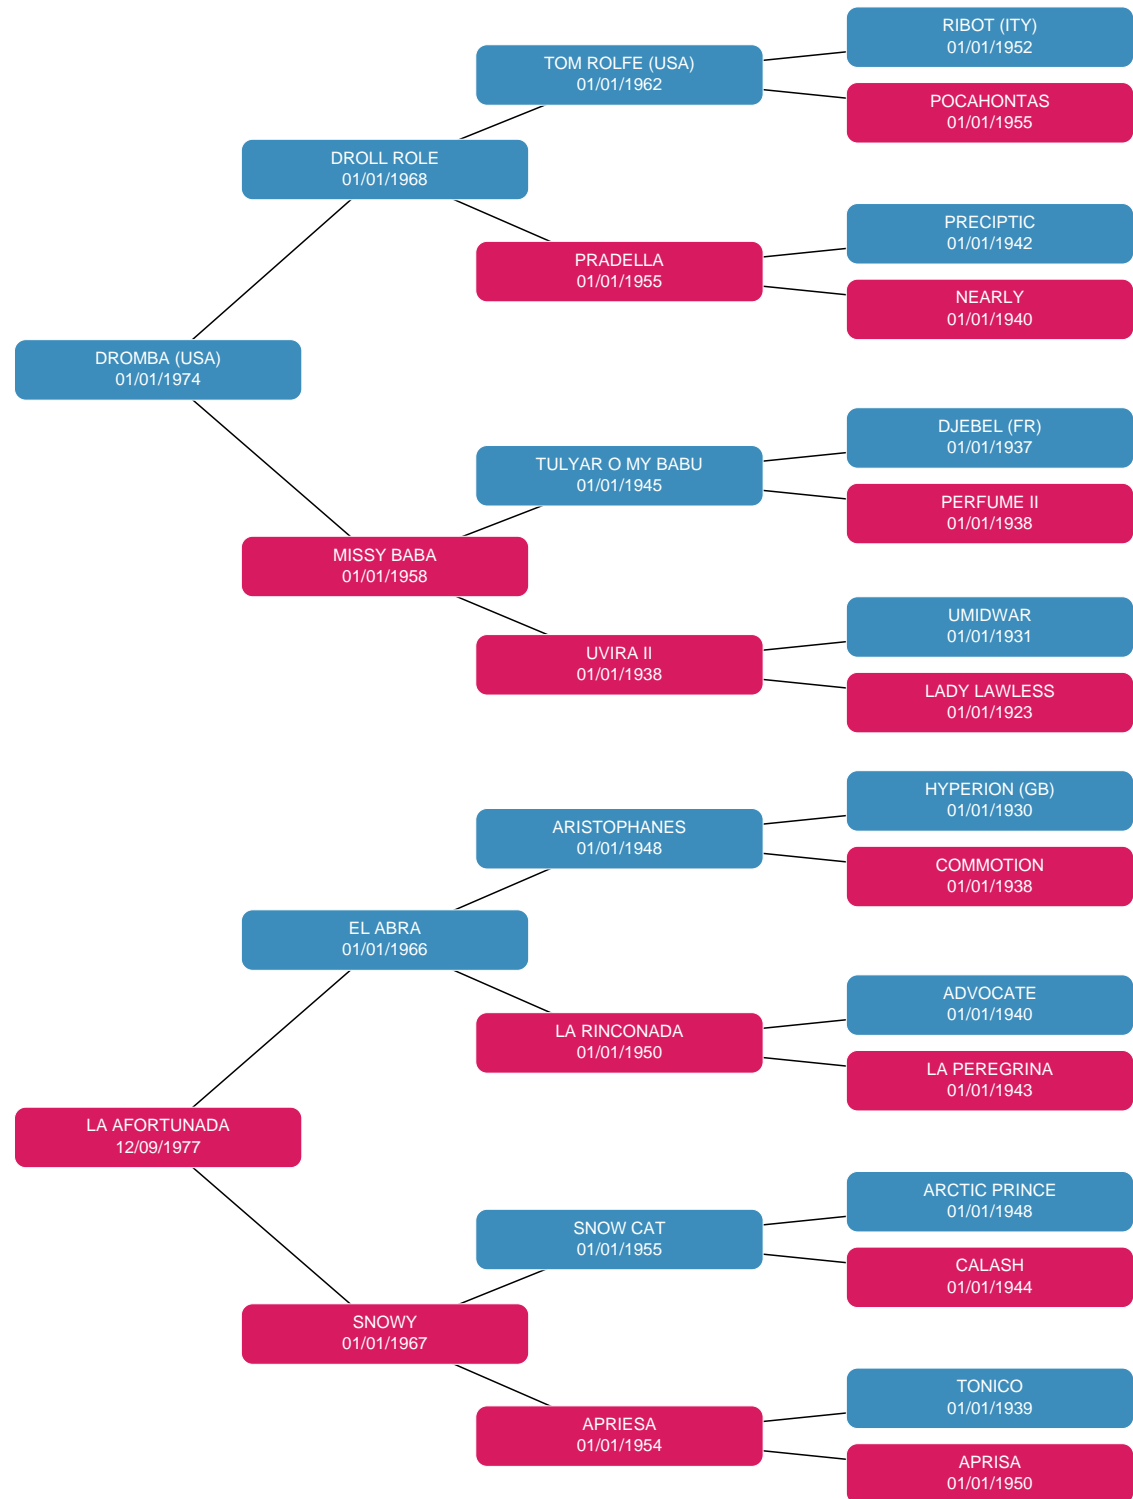 RIBOT (ITY)
01/01/1952
TOM ROLFE (USA)
01/01/1962
POCAHONTAS
01/01/1955
DROLL ROLE
01/01/1968
PRECIPTIC
01/01/1942
PRADELLA
01/01/1955
NEARLY
01/01/1940
DROMBA (USA)
01/01/1974
DJEBEL (FR)
01/01/1937
TULYAR O MY BABU
01/01/1945
PERFUME II
01/01/1938
MISSY BABA
01/01/1958
UMIDWAR
01/01/1931
UVIRA II
01/01/1938
LADY LAWLESS
01/01/1923
HYPERION (GB)
01/01/1930
ARISTOPHANES
01/01/1948
COMMOTION
01/01/1938
EL ABRA
01/01/1966
ADVOCATE
01/01/1940
LA RINCONADA
01/01/1950
LA PEREGRINA
01/01/1943
LA AFORTUNADA
12/09/1977
ARCTIC PRINCE
01/01/1948
SNOW CAT
01/01/1955
CALASH
01/01/1944
SNOWY
01/01/1967
TONICO
01/01/1939
APRIESA
01/01/1954
APRISA
01/01/1950